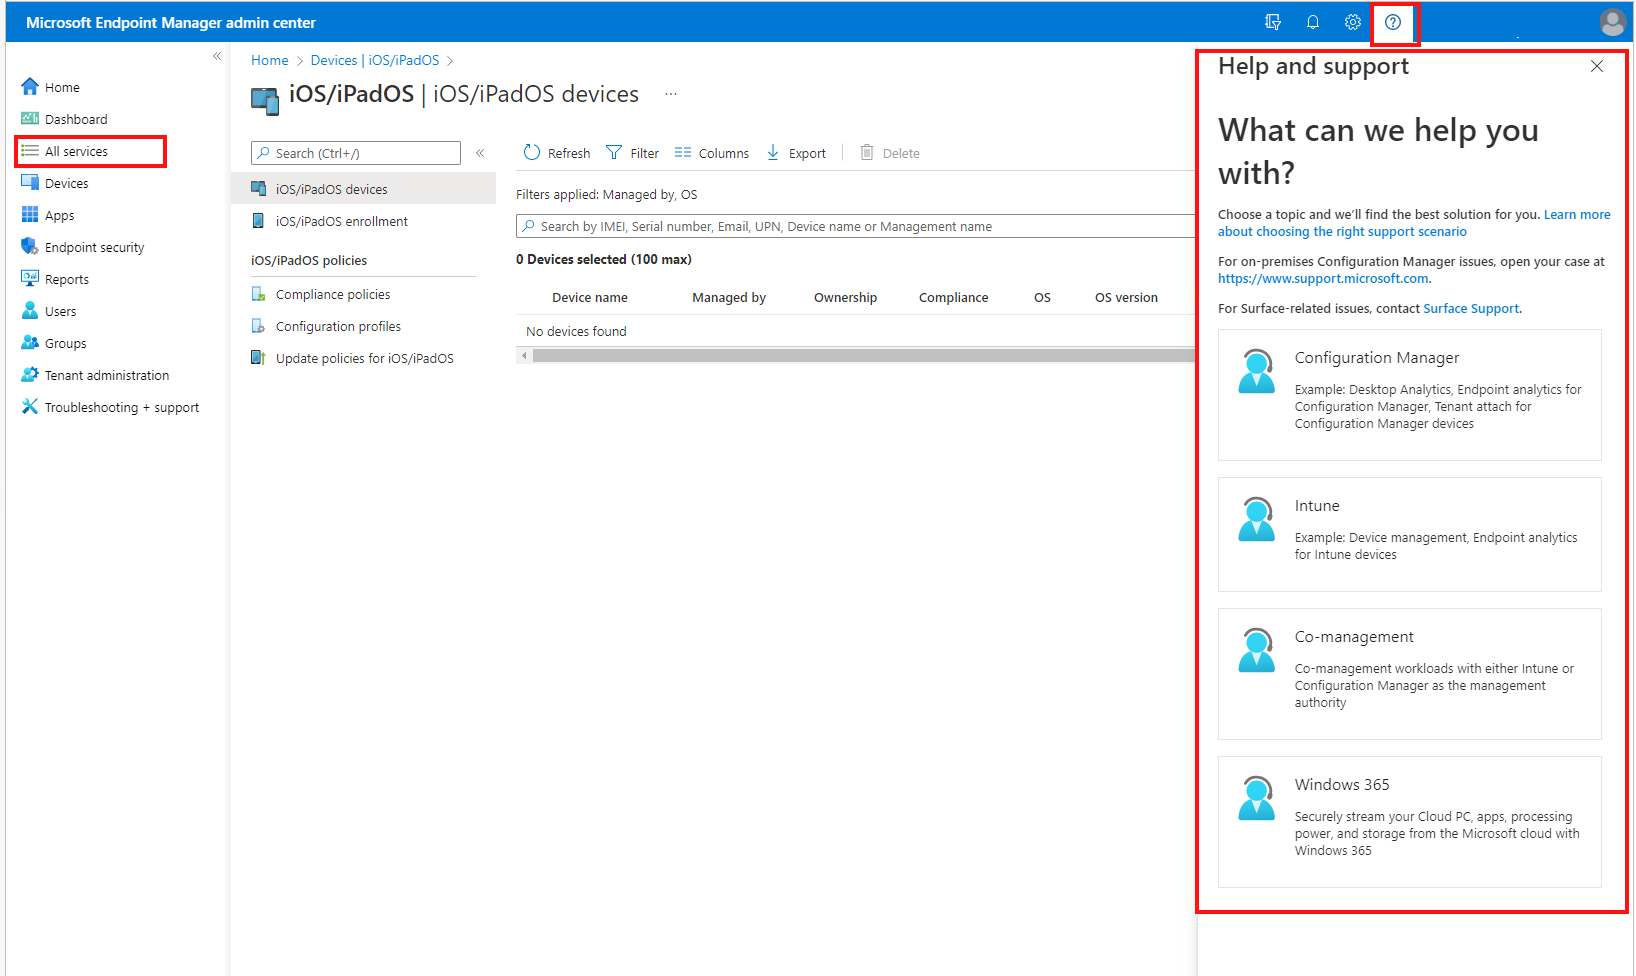 Microsoft Endpoint Manager admin center
Home
Dashboard
All services
Devices
Apps
Endpoint security
Reports
Users
Groups
Tenant administration
Troubleshooting + support
Home > Devices | iOS/iPadOS >
iOS/iPadOS | iOS/iPadOS devices ...
Search (Ctrl+/)
iOS/iPadOS devices
iOS/iPadOS enrollment
iOS/iPadOS policies
Compliance policies
Configuration profiles
Update policies for iOS/iPadOS
Refresh Filter Columns Export Delete
Filters applied: Managed by, OS
Search by IMEI, Serial number, Email, UPN, Device name or Management name
0 Devices selected (100 max)
Device name Managed by Ownership Compliance OS OS version
No devices found
Help and support
What can we help you
with?
Choose a topic and we'll find the best solution for you. Learn more
about choosing the right support scenario
For on-premises Configuration Manager issues, open your case at
https://www.support.microsoft.com.
For Surface-related issues, contact Surface Support.
Configuration Manager
Example: Desktop Analytics, Endpoint analytics for
Configuration Manager, Tenant attach for
Configuration Manager devices
Intune
Example: Device management, Endpoint analytics
for Intune devices
Co-management
Co-management workloads with either Intune or
Configuration Manager as the management
authority
Windows 365
Securely stream your Cloud PC, apps, processing
power, and storage from the Microsoft cloud with
Windows 365